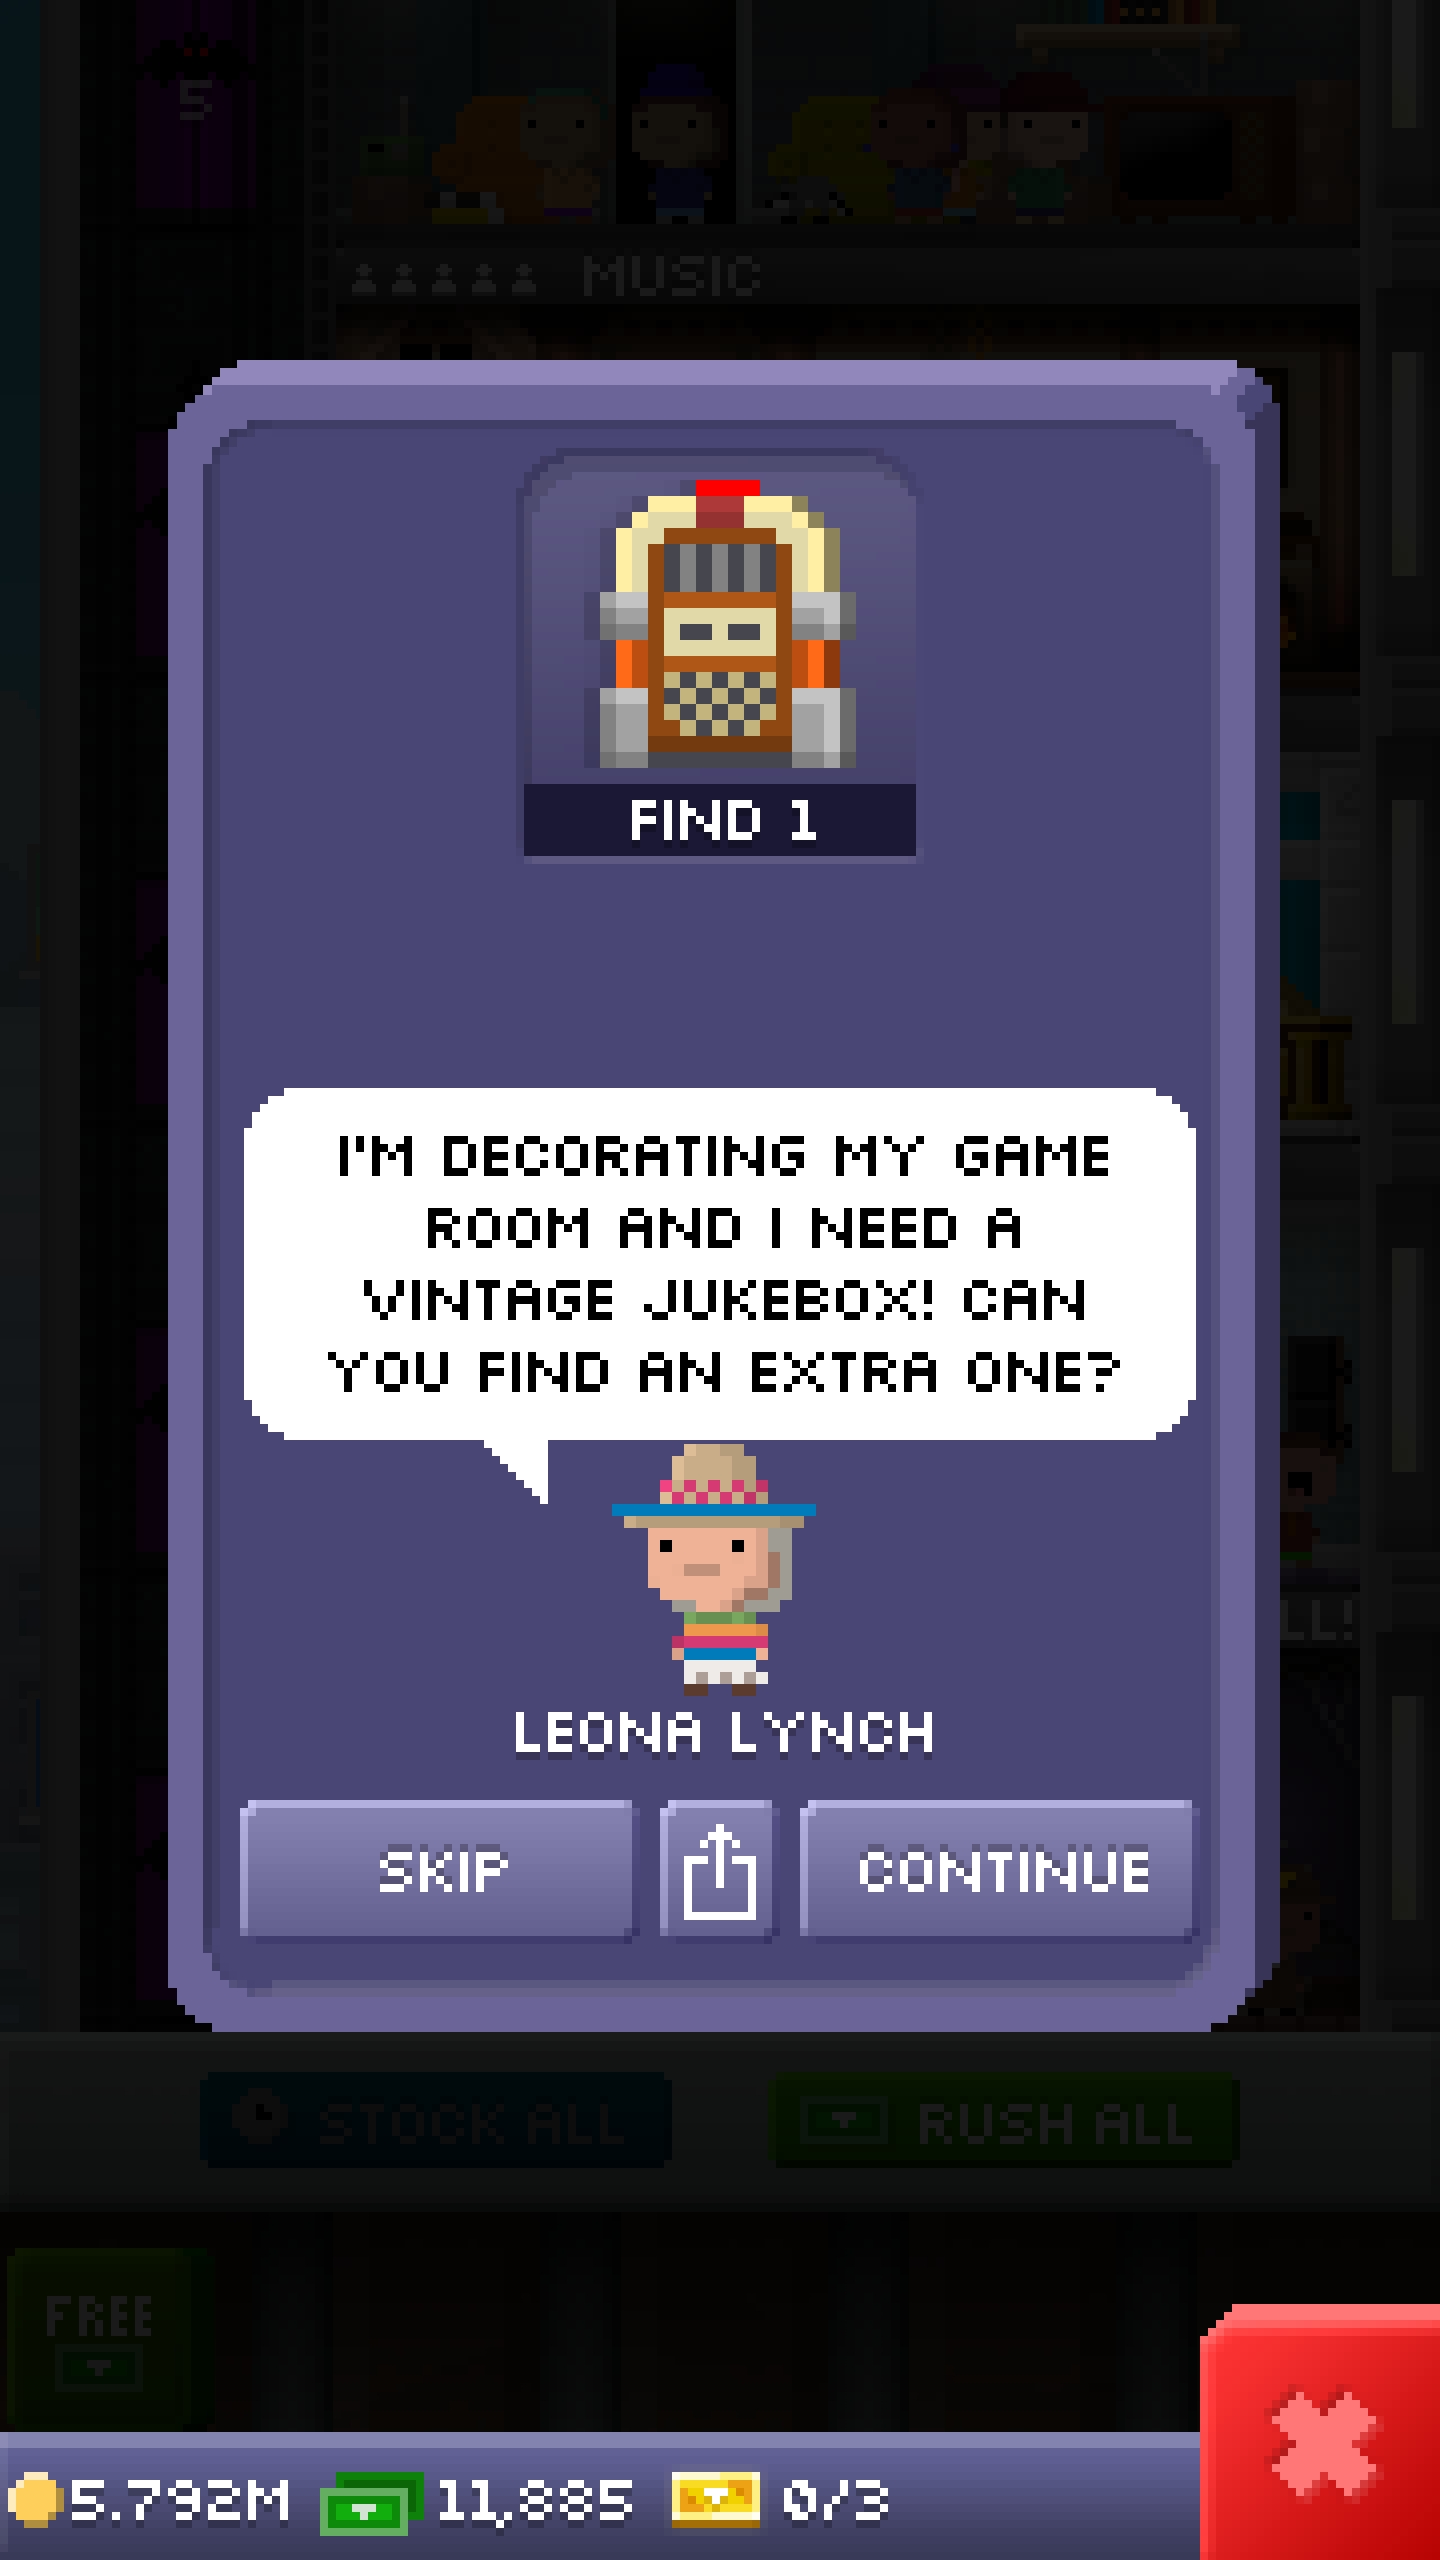 5
MUSIC
FIND 1
I'M DECORATING MY GAME
ROOM AND I NEED A
VINTAGE JUKEBOX! CAN
YOU FIND AN EXTRA ONE?
LL!
LEONA LYNCH
SKIP
CONTINUE
STOCK ALL
RUSH ALL
FREE
5.792M
11,885
0/3